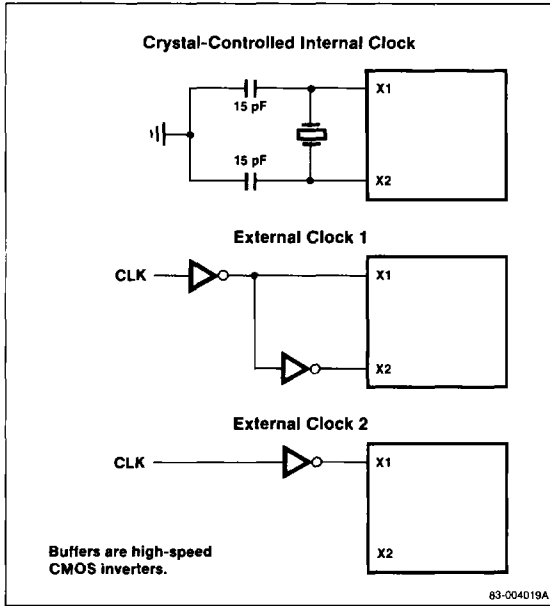 Crystal-Controlled Internal Clock
X1
15 pF
15 pF
X2
External Clock 1
CLK
X1
X2
External Clock 2
CLK
X1
X2
Buffers are high-speed
CMOS inverters.
83-004019A